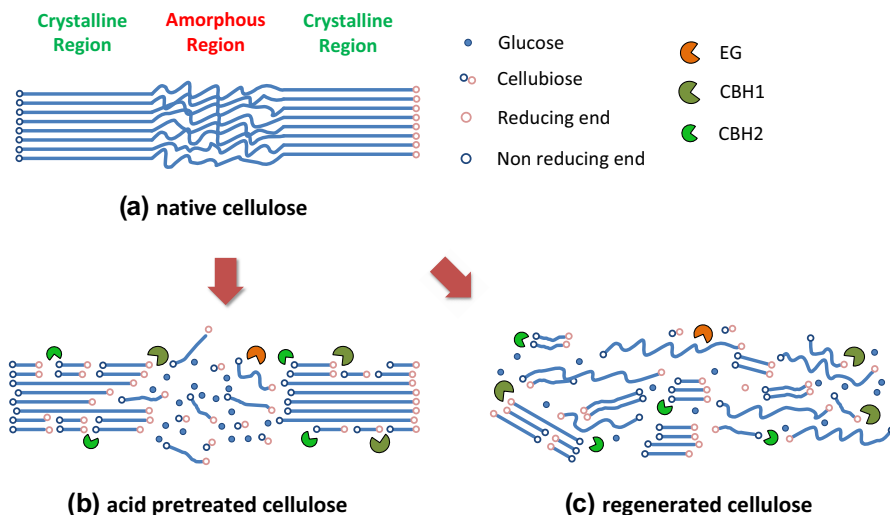 Crystalline
Region
Amorphous
Region
Crystalline
Region
Glucose
Cellubiose
Reducing end
Non reducing end
EG
CBH1
CBH2
(a) native cellulose
(b) acid pretreated cellulose
(c) regenerated cellulose